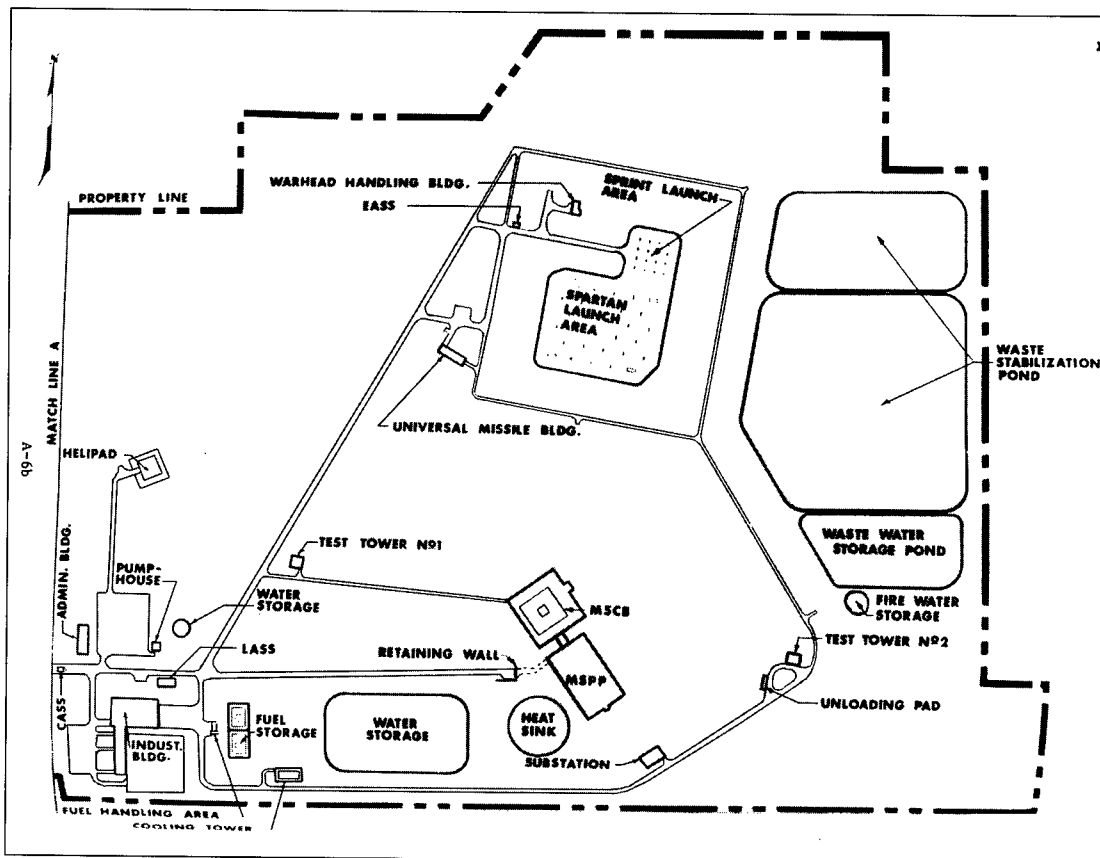 PROPERTY LINE
WARHEAD HANDLING BLDG.
EASS
SPRINT LAUNCH
AREA
SPARTAN
LAUNCH
AREA
WASTE
STABILIZATION
POND
MATCH LINE A
UNIVERSAL MISSILE BLDG.
A-6b
HELIPAD
WASTE WATER
STORAGE POND
TEST TOWER Nº1
ADMIN. BLDG.
PUMP-
HOUSE
WATER
STORAGE
MSCB
FIRE WATER
STORAGE
TEST TOWER Nº2
LASS
RETAINING WALL
MSPP
CASS
UNLOADING PAD
FUEL
STORAGE
WATER
STORAGE
HEAT
SINK
INDUST.
BLDG.
SUBSTATION
FUEL HANDLING AREA
COOLING TOWER